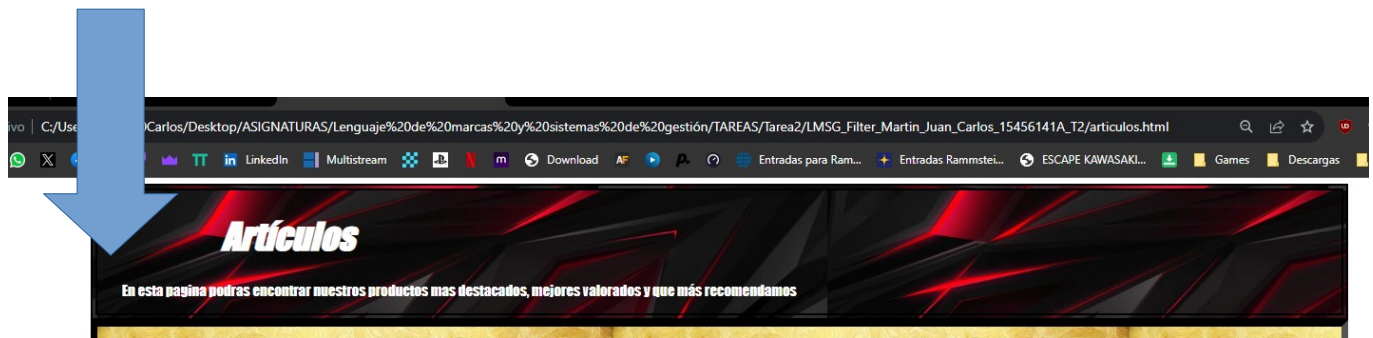 ivo | C:/Use Carlos/Desktop/ASIGNATURAS/Lenguaje%20de%20marcas%20y%20sistemas%20de%20gestión/TAREAS/Tarea2/LMSG_Filter_Martin_Juan_Carlos_15456141A_T2/articulos.html
TT in LinkedIn Multistream N m Download AF p. Entradas para Ram... Entradas Rammstei... ESCAPE KAWASAKI... Games Descargas
Artículos
En esta pagina podras encontrar nuestros productos mas destacados, mejores valorados y que más recomendamos